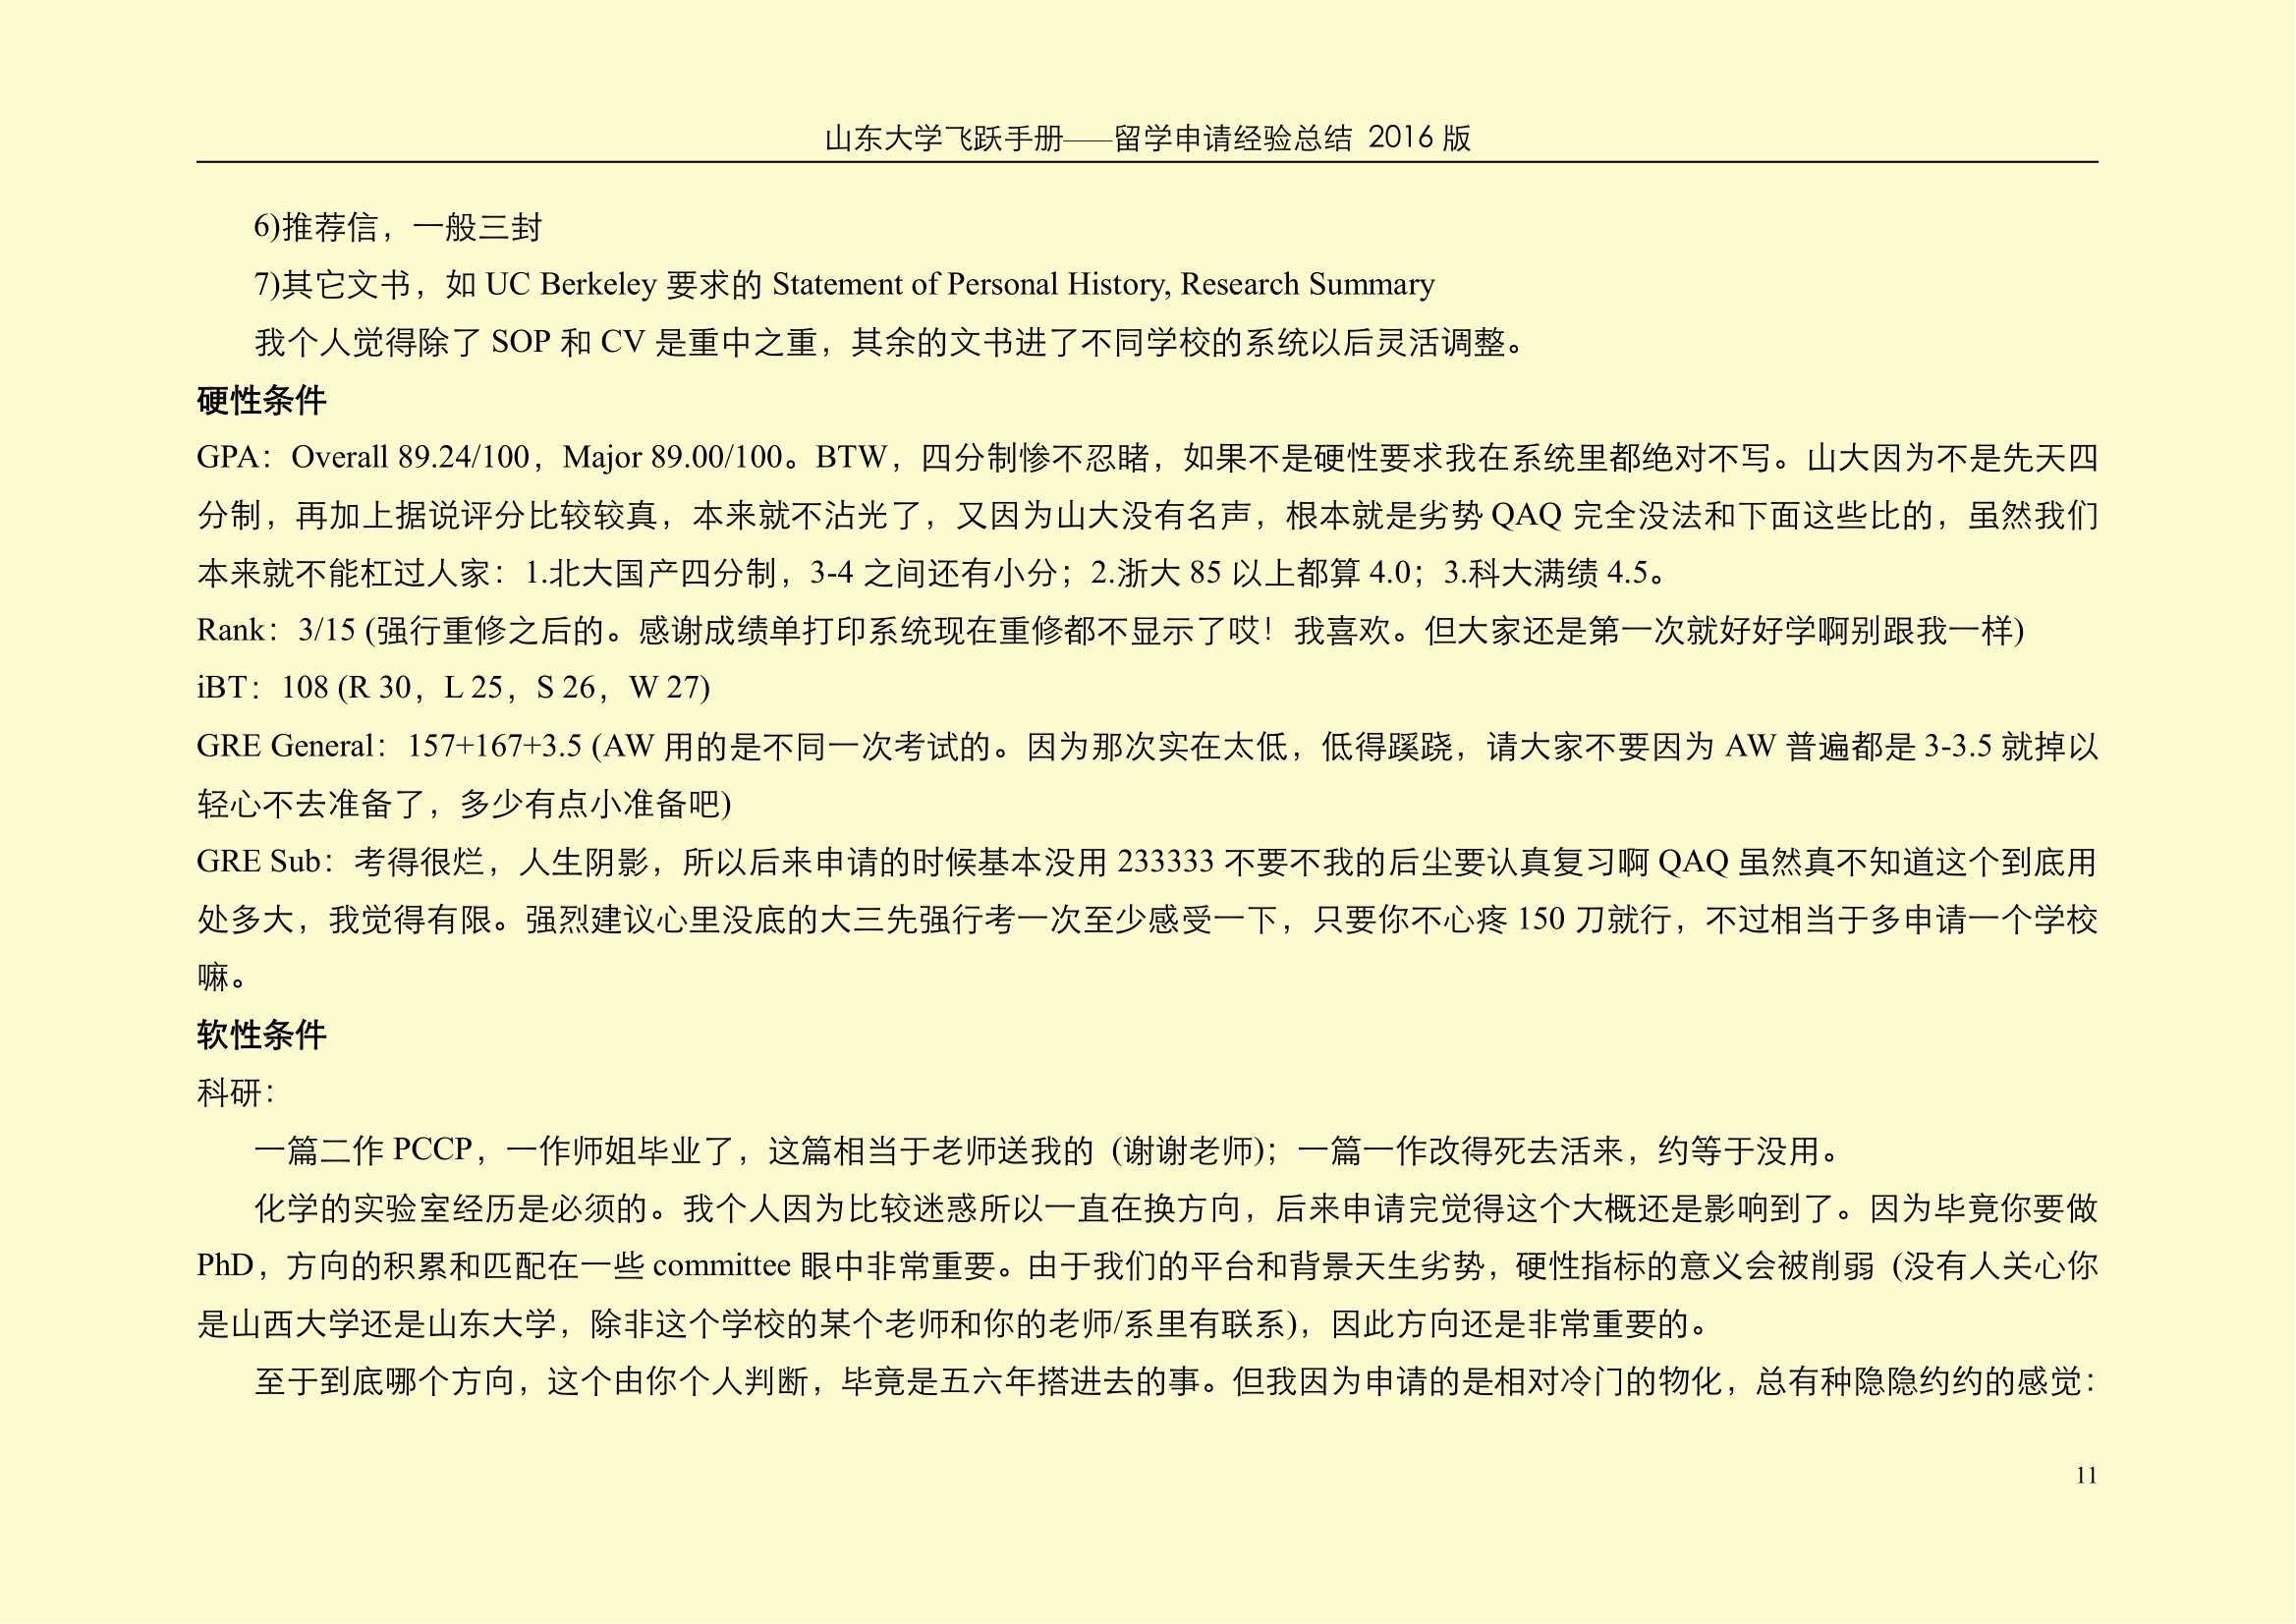 山东大学飞跃手册——留学申请经验总结 2016 版
6)推荐信，一般三封
7)其它文书，如 UC Berkeley 要求的 Statement of Personal History, Research Summary
我个人觉得除了 SOP 和 CV 是重中之重，其余的文书进了不同学校的系统以后灵活调整。
硬性条件
GPA：Overall 89.24/100，Major 89.00/100。BTW，四分制惨不忍睹，如果不是硬性要求我在系统里都绝对不写。山大因为不是先天四
分制，再加上据说评分比较较真，本来就不沾光了，又因为山大没有名声，根本就是劣势 QAQ 完全没法和下面这些比的，虽然我们
本来就不能杠过人家：1.北大国产四分制，3-4 之间还有小分；2.浙大 85 以上都算 4.0；3.科大满绩 4.5。
Rank：3/15 (强行重修之后的。感谢成绩单打印系统现在重修都不显示了哎！我喜欢。但大家还是第一次就好好学啊别跟我一样)
iBT：108 (R 30，L 25，S 26，W 27)
GRE General：157+167+3.5 (AW 用的是不同一次考试的。因为那次实在太低，低得蹊跷，请大家不要因为 AW 普遍都是 3-3.5 就掉以
轻心不去准备了，多少有点小准备吧)
GRE Sub：考得很烂，人生阴影，所以后来申请的时候基本没用 233333 不要不我的后尘要认真复习啊 QAQ 虽然真不知道这个到底用
处多大，我觉得有限。强烈建议心里没底的大三先强行考一次至少感受一下，只要你不心疼 150 刀就行，不过相当于多申请一个学校
嘛。
软性条件
科研：
一篇二作 PCCP，一作师姐毕业了，这篇相当于老师送我的 (谢谢老师)；一篇一作改得死去活来，约等于没用。
化学的实验室经历是必须的。我个人因为比较迷惑所以一直在换方向，后来申请完觉得这个大概还是影响到了。因为毕竟你要做
PhD，方向的积累和匹配在一些 committee 眼中非常重要。由于我们的平台和背景天生劣势，硬性指标的意义会被削弱 (没有人关心你
是山西大学还是山东大学，除非这个学校的某个老师和你的老师/系里有联系)，因此方向还是非常重要的。
至于到底哪个方向，这个由你个人判断，毕竟是五六年搭进去的事。但我因为申请的是相对冷门的物化，总有种隐隐约约的感觉：
11